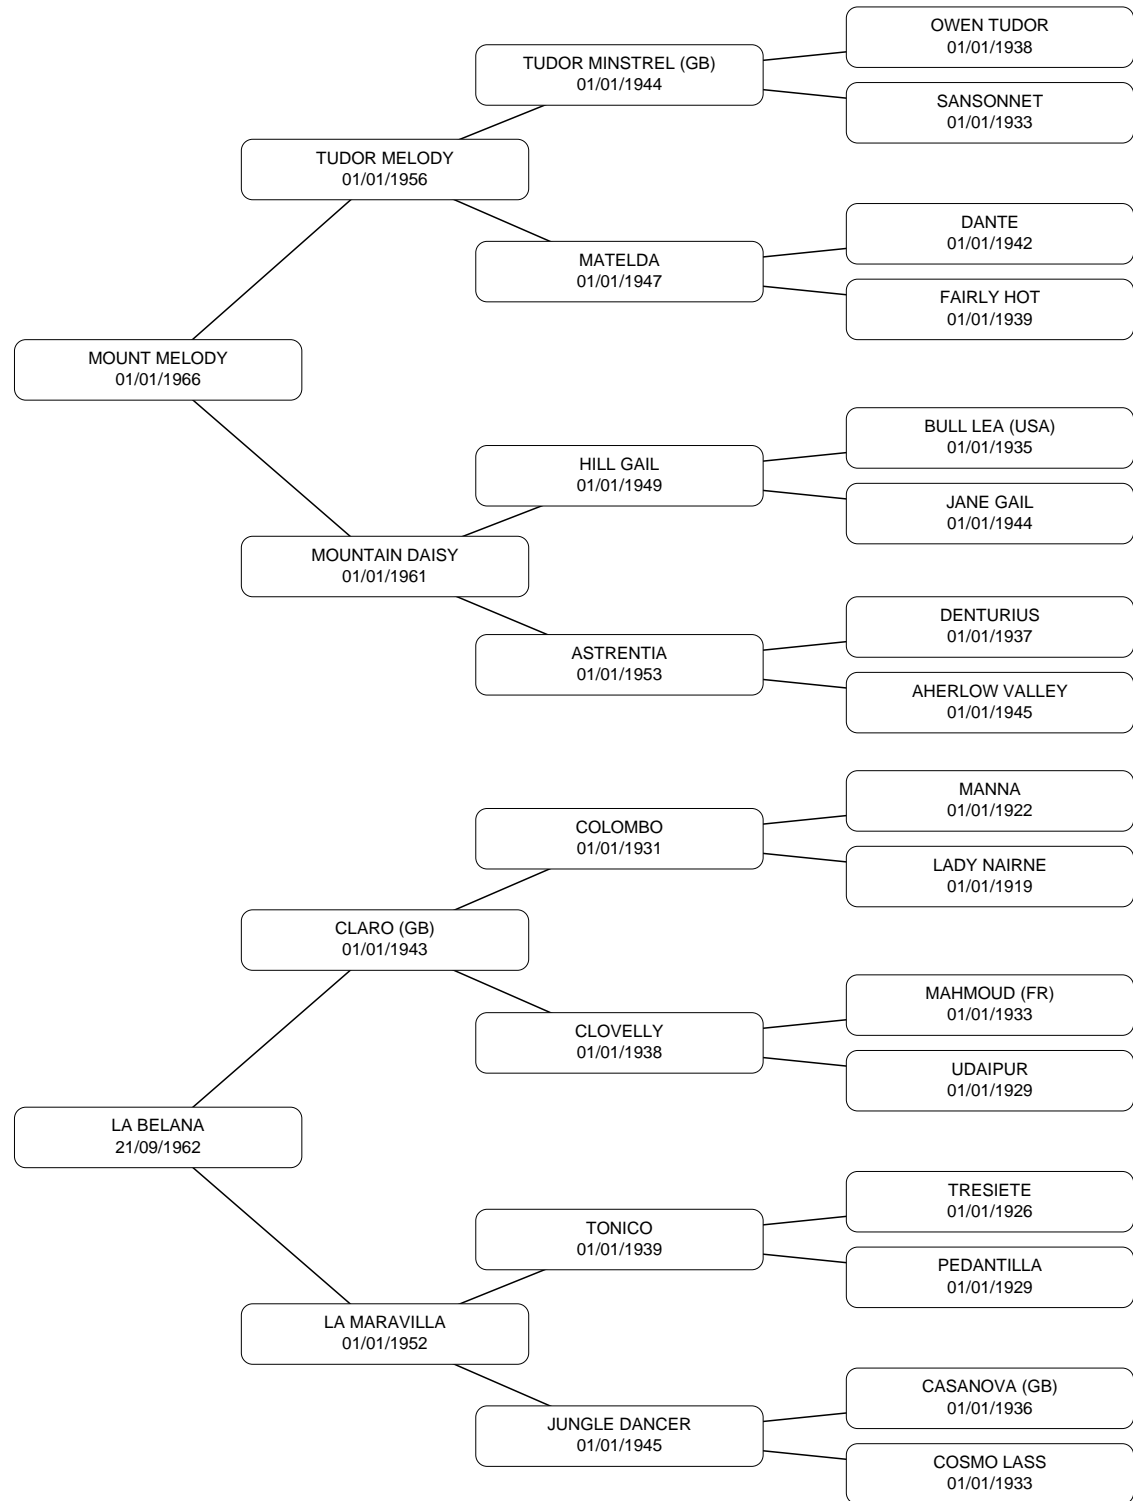 OWEN TUDOR
01/01/1938
TUDOR MINSTREL (GB)
01/01/1944
SANSONNET
01/01/1933
TUDOR MELODY
01/01/1956
DANTE
01/01/1942
MATELDA
01/01/1947
FAIRLY HOT
01/01/1939
MOUNT MELODY
01/01/1966
BULL LEA (USA)
01/01/1935
HILL GAIL
01/01/1949
JANE GAIL
01/01/1944
MOUNTAIN DAISY
01/01/1961
DENTURIUS
01/01/1937
ASTRENTIA
01/01/1953
AHERLOW VALLEY
01/01/1945
MANNA
01/01/1922
COLOMBO
01/01/1931
LADY NAIRNE
01/01/1919
CLARO (GB)
01/01/1943
MAHMOUD (FR)
01/01/1933
CLOVELLY
01/01/1938
UDAIPUR
01/01/1929
LA BELANA
21/09/1962
TRESIETE
01/01/1926
TONICO
01/01/1939
PEDANTILLA
01/01/1929
LA MARAVILLA
01/01/1952
CASANOVA (GB)
01/01/1936
JUNGLE DANCER
01/01/1945
COSMO LASS
01/01/1933